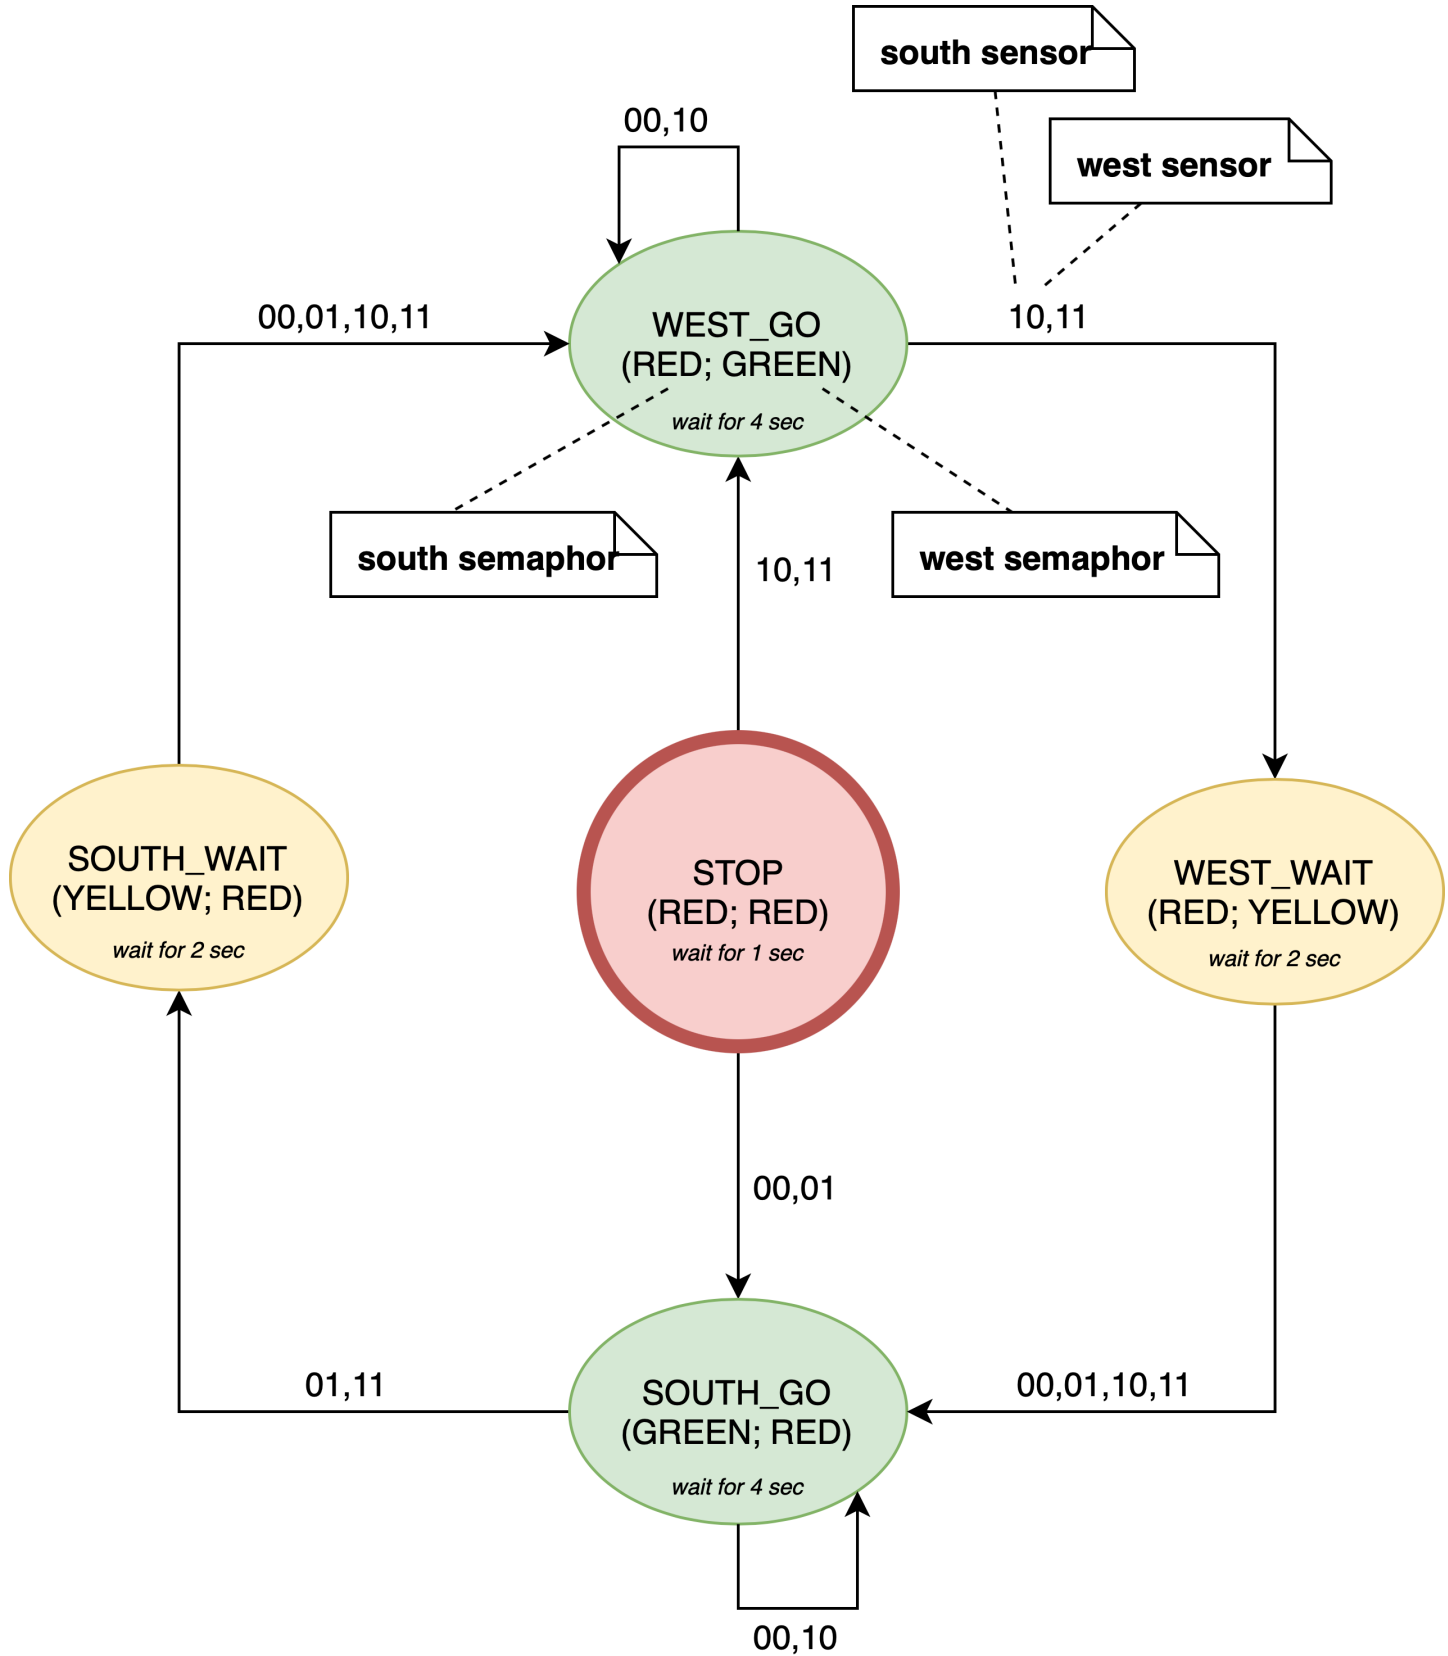 south sensor
00,10
west sensor
00,01,10,11
WEST_GO
(RED; GREEN)
wait for 4 sec
10,11
south semaphor
west semaphor
10,11
SOUTH_WAIT
(YELLOW; RED)
wait for 2 sec
STOP
(RED; RED)
wait for 1 sec
WEST_WAIT
(RED; YELLOW)
wait for 2 sec
00,01
01,11
SOUTH_GO
(GREEN; RED)
wait for 4 sec
00,01,10,11
00,10